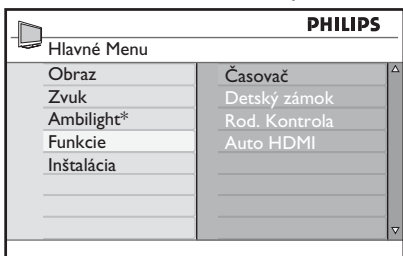 PHILIPS
Hlavné Menu
Obraz
Zvuk
Ambilight*
Funkcie
Inštalácia
Časovač
Detský zámok
Rod. Kontrola
Auto HDMI